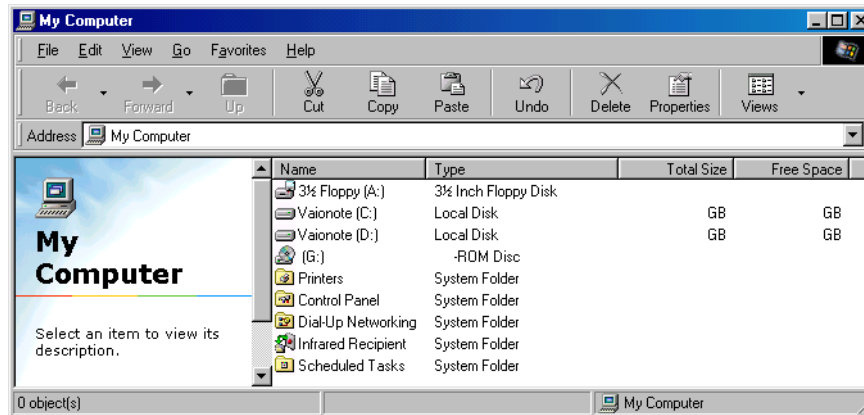 My Computer
File Edit View Go Favorites Help
Back Forward Up Cut Copy Paste Undo Delete Properties Views
Address My Computer
Name Type Total Size Free Space
3½ Floppy (A:) 3½ Inch Floppy Disk
Vaionote (C:) Local Disk GB GB
Vaionote (D:) Local Disk GB GB
(G:) -ROM Disc
Printers System Folder
Control Panel System Folder
Dial-Up Networking System Folder
Infrared Recipient System Folder
Scheduled Tasks System Folder
My
Computer
Select an item to view its
description.
0 object(s) My Computer